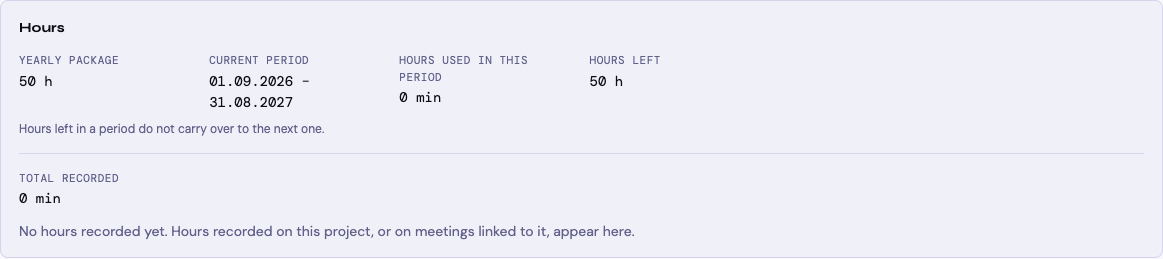 Hours
YEARLY PACKAGE
50 h
CURRENT PERIOD
01.09.2026 –
31.08.2027
HOURS USED IN THIS
PERIOD
0 min
HOURS LEFT
50 h
Hours left in a period do not carry over to the next one.
TOTAL RECORDED
0 min
No hours recorded yet. Hours recorded on this project, or on meetings linked to it, appear here.